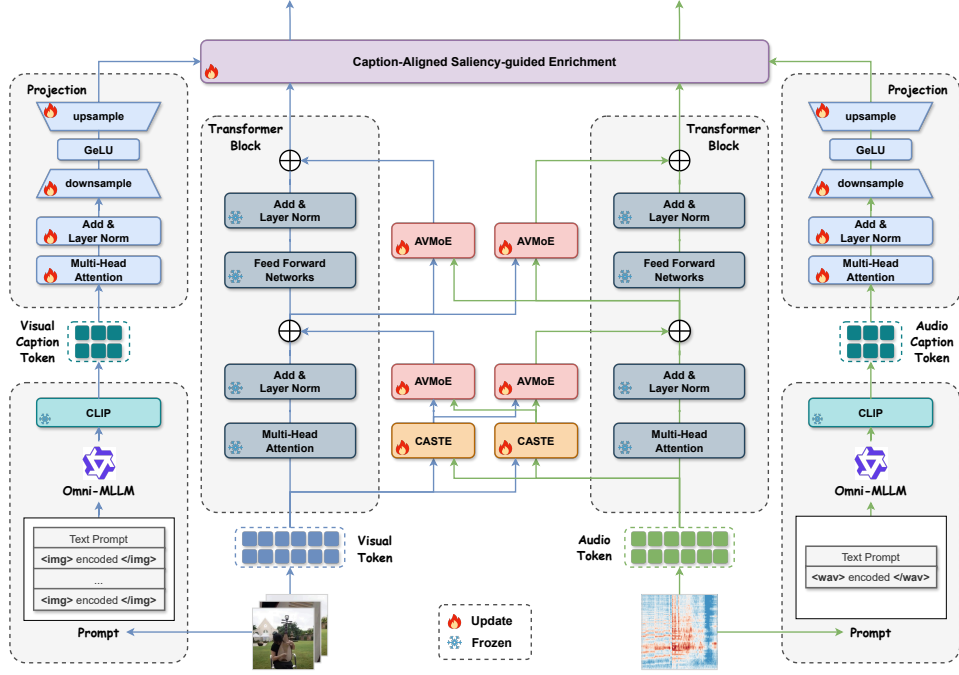 Caption-Aligned Saliency-guided Enrichment
Projection
upsample
GeLU
downsample
Add &
Layer Norm
Multi-Head
Attention
Visual
Caption
Token
CLIP
Omni-MLLM
Text Prompt
<img> encoded </img>
...
<img> encoded </img>
Prompt
Transformer
Block
Add &
Layer Norm
Feed Forward
Networks
Add &
Layer Norm
Multi-Head
Attention
Visual
Token
AVMoE
AVMoE
AVMoE
AVMoE
CASTE
CASTE
Update
Frozen
Transformer
Block
Add &
Layer Norm
Feed Forward
Networks
Add &
Layer Norm
Multi-Head
Attention
Audio
Token
Projection
upsample
GeLU
downsample
Add &
Layer Norm
Multi-Head
Attention
Audio
Caption
Token
CLIP
Omni-MLLM
Text Prompt
<wav> encoded </wav>
Prompt